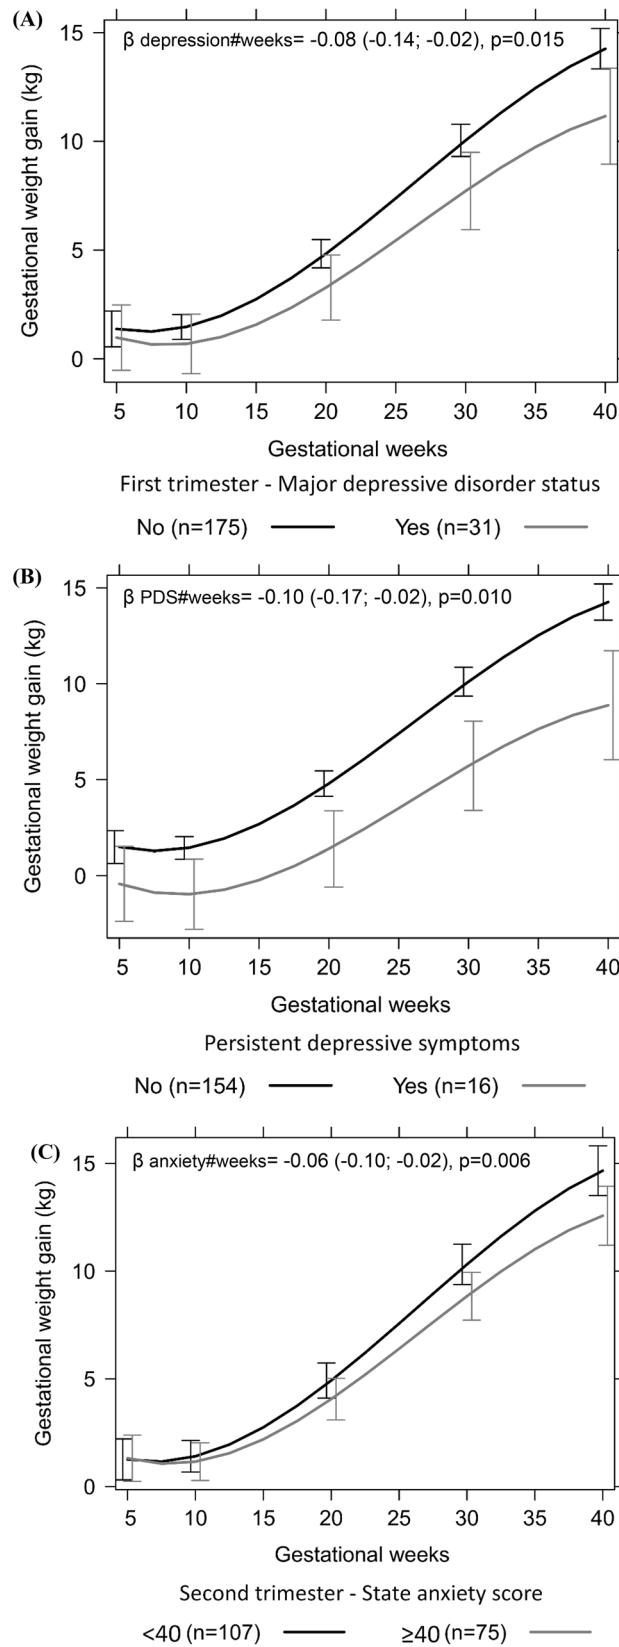 (A)
β depression#weeks= -0.08 (-0.14; -0.02), p=0.015
Gestational weight gain (kg)
15
10
5
0
5 10 15 20 25 30 35 40
Gestational weeks
First trimester - Major depressive disorder status
No (n=175) Yes (n=31)
(B)
β PDS#weeks= -0.10 (-0.17; -0.02), p=0.010
Gestational weight gain (kg)
15
10
5
0
5 10 15 20 25 30 35 40
Gestational weeks
Persistent depressive symptoms
No (n=154) Yes (n=16)
(C)
β anxiety#weeks= -0.06 (-0.10; -0.02), p=0.006
Gestational weight gain (kg)
15
10
5
0
5 10 15 20 25 30 35 40
Gestational weeks
Second trimester - State anxiety score
<40 (n=107) ≥40 (n=75)